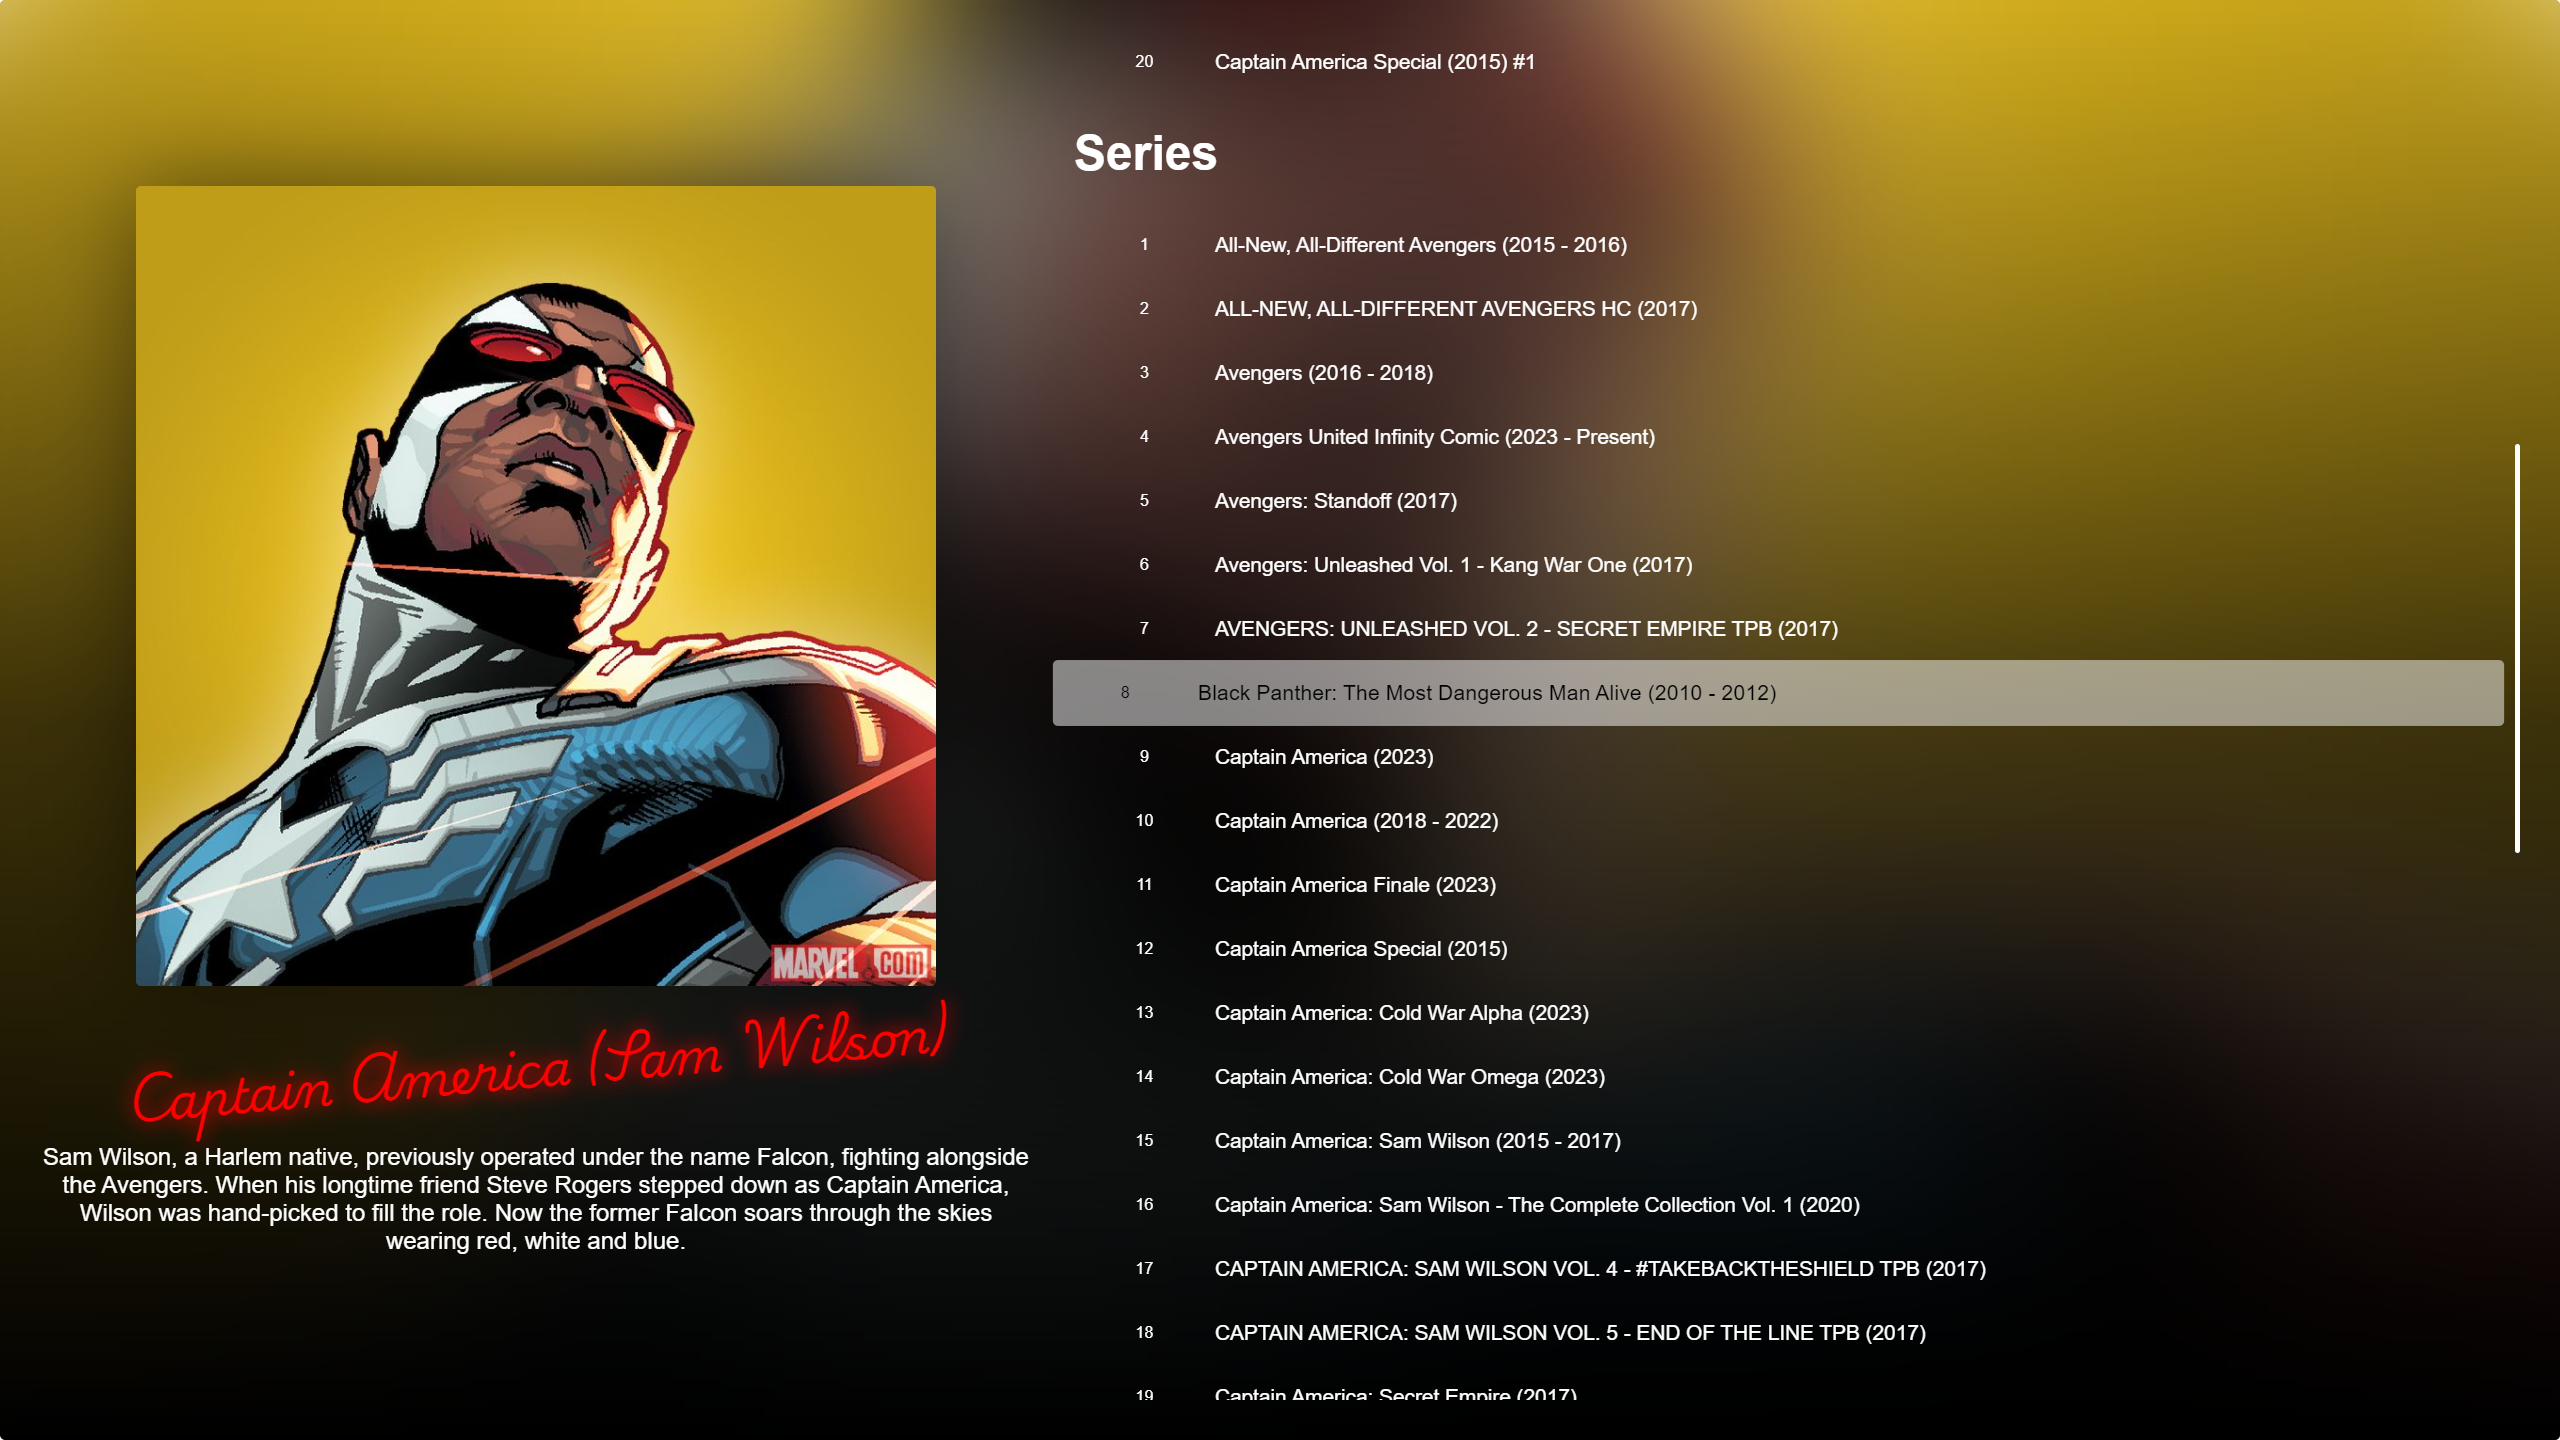 20 Captain America Special (2015) #1
Series
1 All-New, All-Different Avengers (2015 - 2016)
2 ALL-NEW, ALL-DIFFERENT AVENGERS HC (2017)
3 Avengers (2016 - 2018)
4 Avengers United Infinity Comic (2023 - Present)
5 Avengers: Standoff (2017)
6 Avengers: Unleashed Vol. 1 - Kang War One (2017)
7 AVENGERS: UNLEASHED VOL. 2 - SECRET EMPIRE TPB (2017)
8 Black Panther: The Most Dangerous Man Alive (2010 - 2012)
9 Captain America (2023)
10 Captain America (2018 - 2022)
11 Captain America Finale (2023)
12 Captain America Special (2015)
13 Captain America: Cold War Alpha (2023)
14 Captain America: Cold War Omega (2023)
15 Captain America: Sam Wilson (2015 - 2017)
16 Captain America: Sam Wilson - The Complete Collection Vol. 1 (2020)
17 CAPTAIN AMERICA: SAM WILSON VOL. 4 - #TAKEBACKTHESHIELD TPB (2017)
18 CAPTAIN AMERICA: SAM WILSON VOL. 5 - END OF THE LINE TPB (2017)
19 Captain America: Secret Empire (2017)
MARVEL.com
Captain America (Sam Wilson)
Sam Wilson, a Harlem native, previously operated under the name Falcon, fighting alongside
the Avengers. When his longtime friend Steve Rogers stepped down as Captain America,
Wilson was hand-picked to fill the role. Now the former Falcon soars through the skies
wearing red, white and blue.